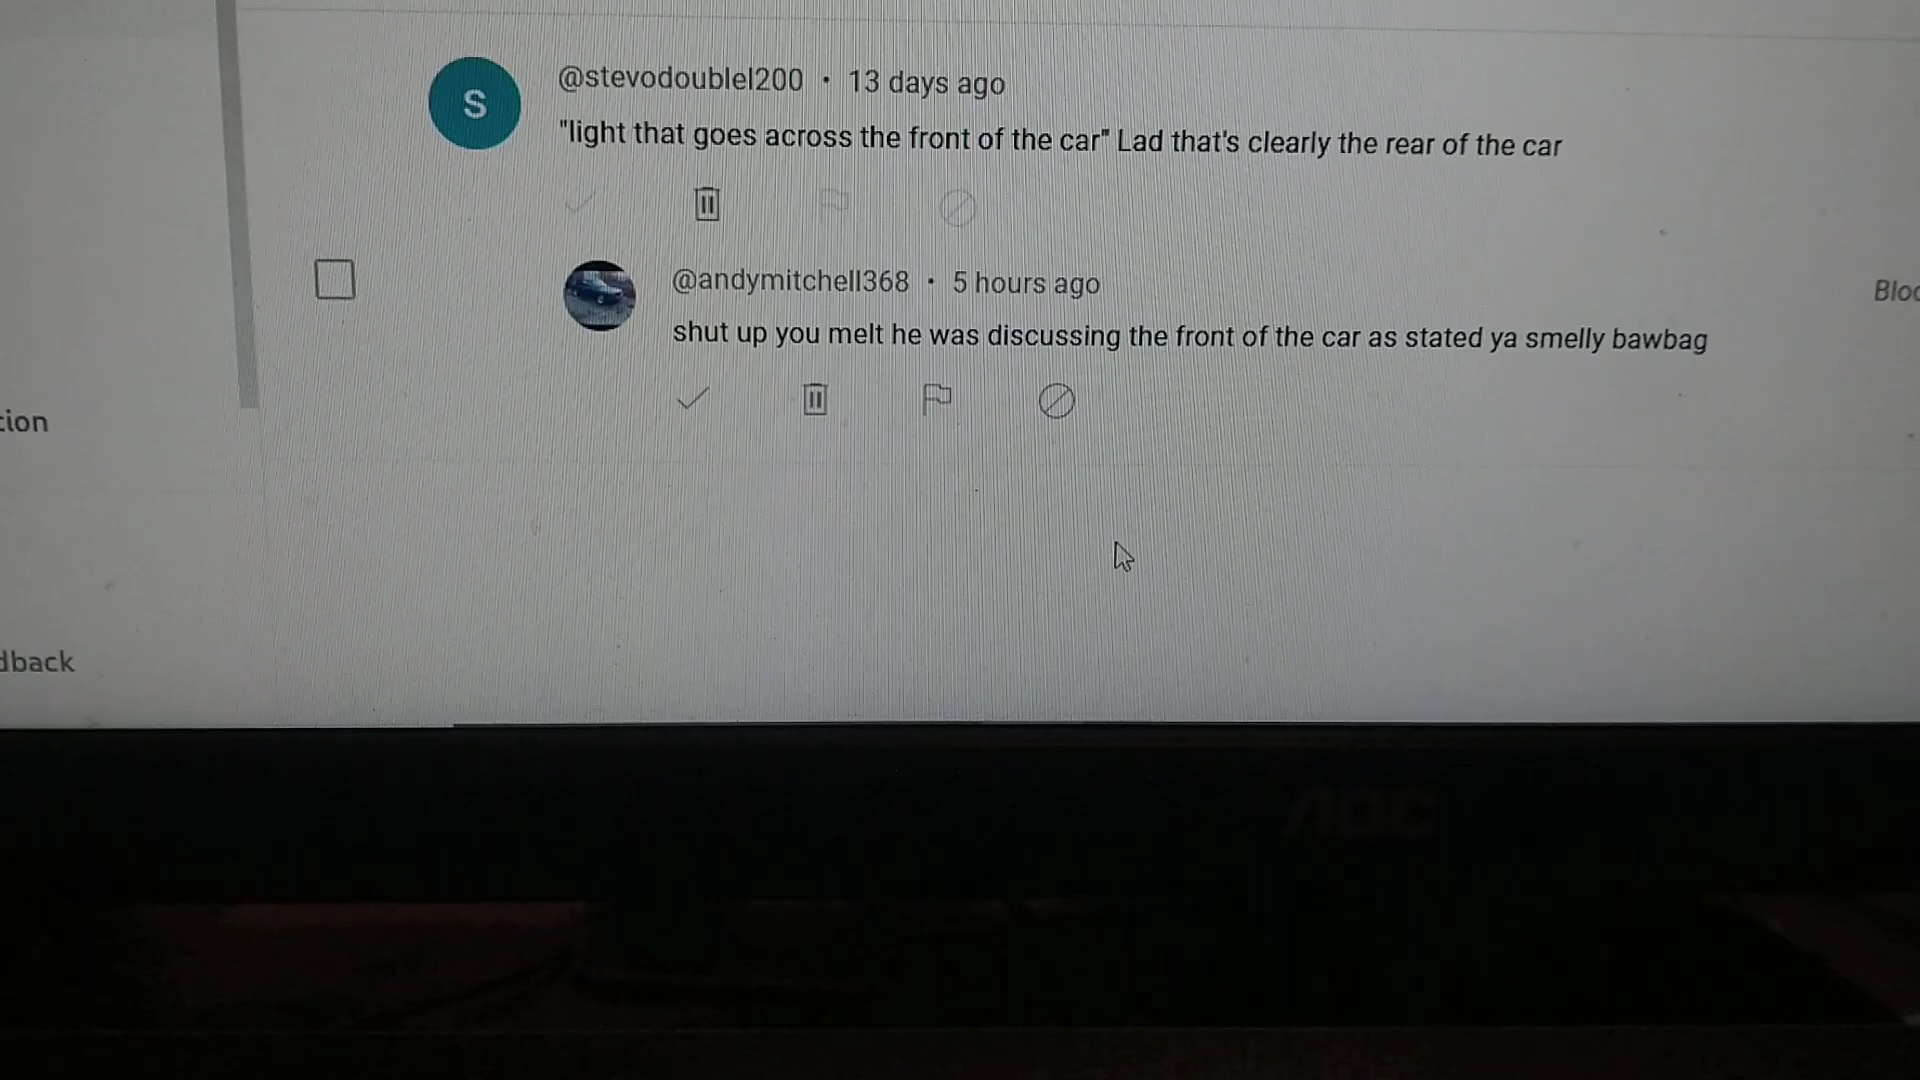 S
@stevodoublel200 · 13 days ago
"light that goes across the front of the car" Lad that's clearly the rear of the car
@andymitchell368 · 5 hours ago
Bloc
shut up you melt he was discussing the front of the car as stated ya smelly bawbag
tion
dback
AOC